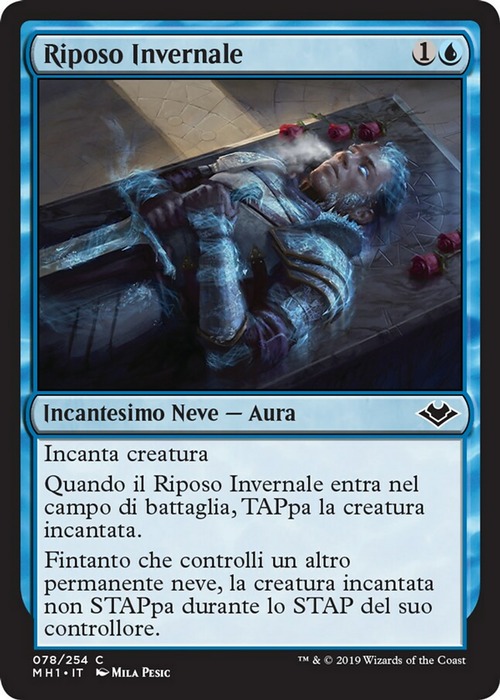 Riposo Invernale
1
Incantesimo Neve — Aura
Incanta creatura
Quando il Riposo Invernale entra nel
campo di battaglia, TAPpa la creatura
incantata.
Fintanto che controlli un altro
permanente neve, la creatura incantata
non STAPpa durante lo STAP del suo
controllore.
078/254 C
MH1 • IT Mila Pesic
™ & © 2019 Wizards of the Coast